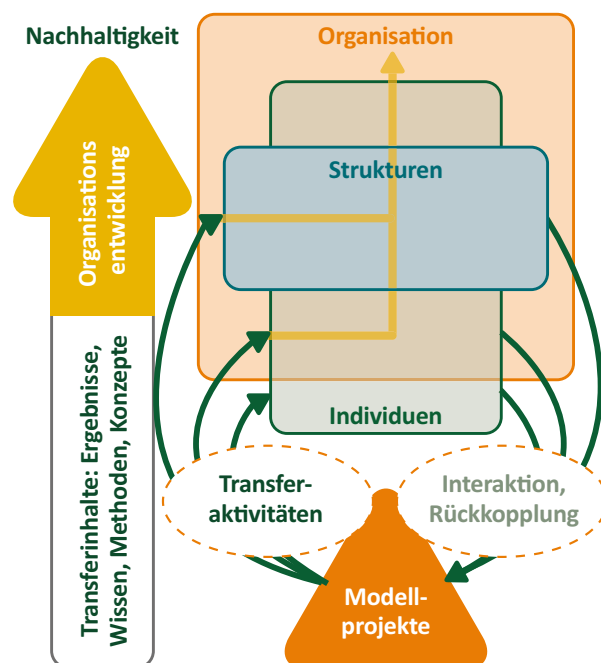 Nachhaltigkeit
Organisation
Strukturen
Organisations
entwicklung
Transferinhalte: Ergebnisse,
Wissen, Methoden, Konzepte
Individuen
Transfer-
aktivitäten
Interaktion,
Rückkopplung
Modell-
projekte